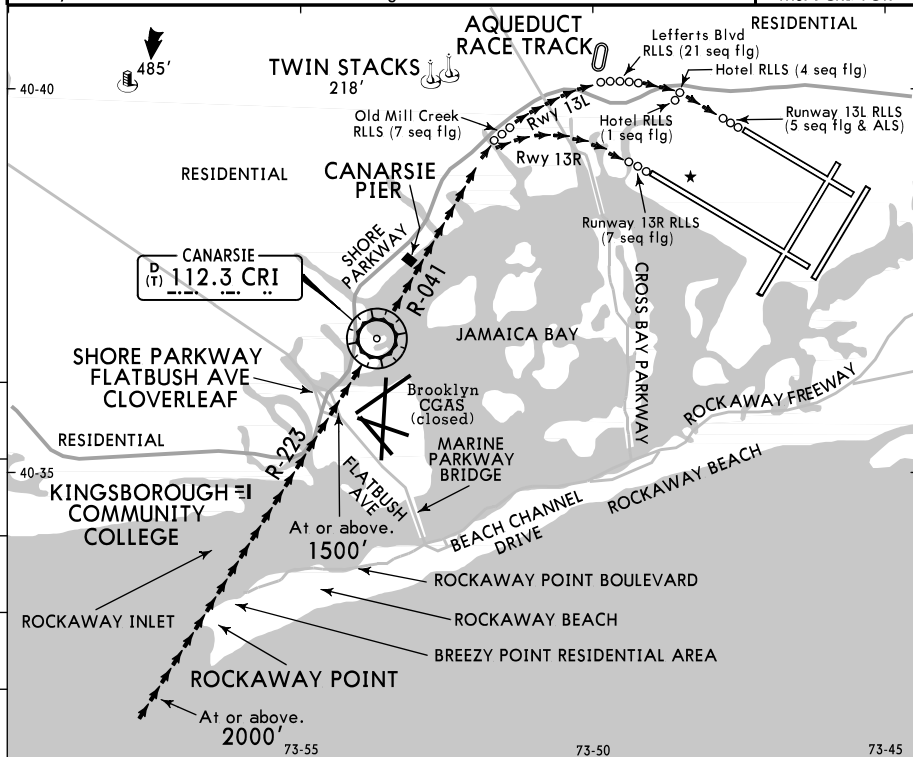 AQUEDUCT
RACE TRACK
RESIDENTIAL
Lefferts Blvd
RLLS (21 seq flg)
Hotel RLLS (4 seq flg)
485'
TWIN STACKS
218'
40-40
Old Mill Creek
RLLS (7 seq flg)
Rwy 13L
Hotel RLLS
(1 seq flg)
Runway 13L RLLS
(5 seq flg & ALS)
Rwy 13R
RESIDENTIAL
CANARSIE
PIER
Runway 13R RLLS
(7 seq flg)
SHORE
PARKWAY
CANARSIE
D
(T)
112.3 CRI
R-041
CROSS BAY PARKWAY
JAMAICA BAY
SHORE PARKWAY
FLATBUSH AVE
CLOVERLEAF
Brooklyn
CGAS
(closed)
ROCKAWAY FREEWAY
RESIDENTIAL
R-223
MARINE
PARKWAY
BRIDGE
40-35
FLATBUSH
AVE
ROCKAWAY BEACH
KINGSBOROUGH
COMMUNITY
COLLEGE
At or above.
1500'
BEACH CHANNEL
DRIVE
ROCKAWAY POINT BOULEVARD
ROCKAWAY INLET
ROCKAWAY BEACH
BREEZY POINT RESIDENTIAL AREA
ROCKAWAY POINT
At or above.
2000'
73-55
73-50
73-45